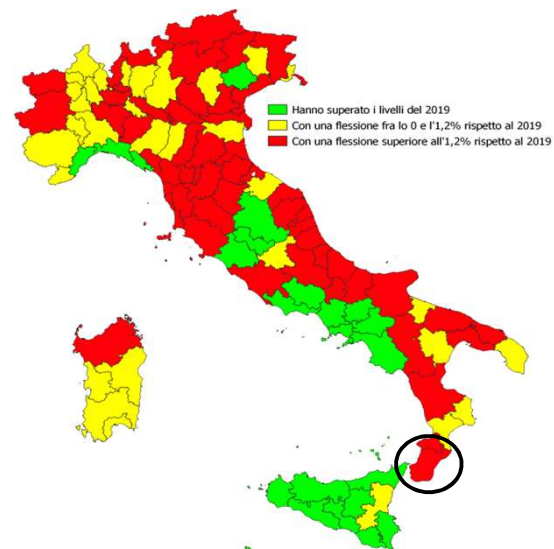 Hanno superato i livelli del 2019
Con una flessione fra lo 0 e l'1,2% rispetto al 2019
Con una flessione superiore all'1,2% rispetto al 2019